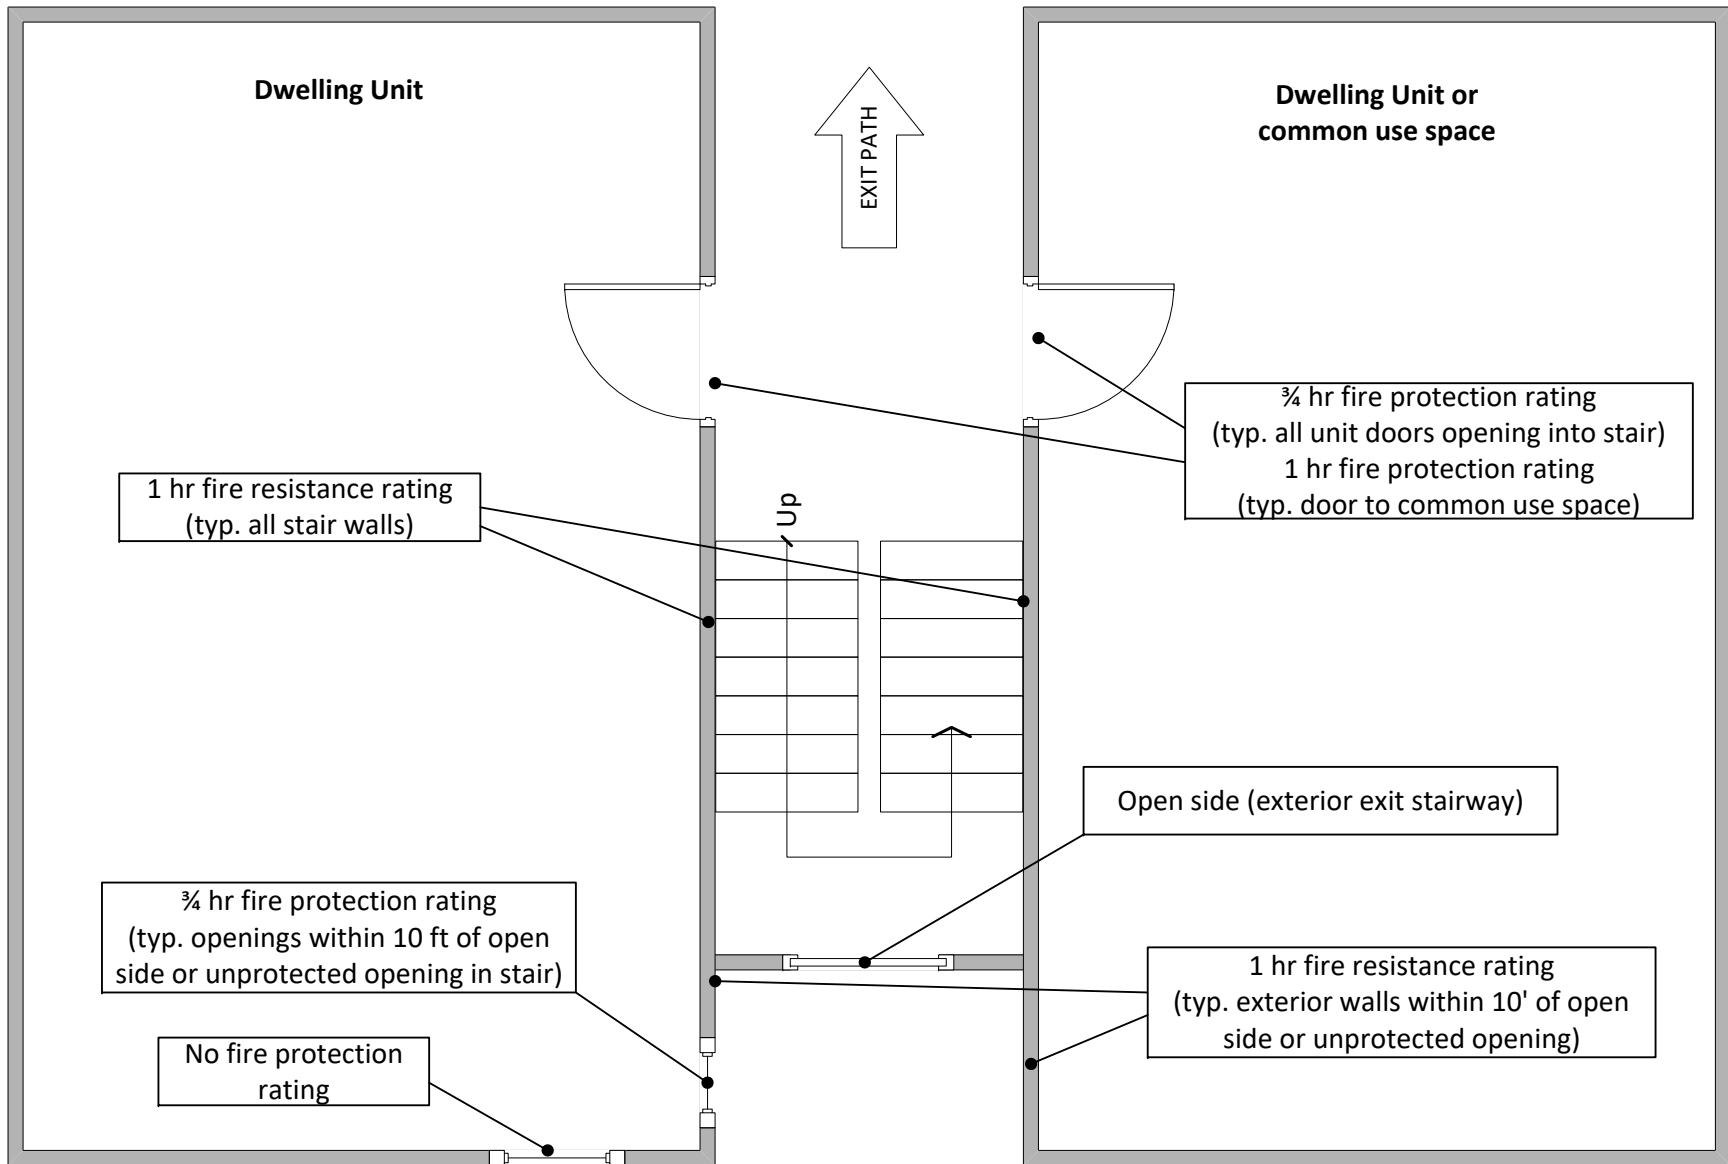 Dwelling Unit
Dwelling Unit or
common use space
EXIT PATH
¾ hr fire protection rating
(typ. all unit doors opening into stair)
1 hr fire protection rating
(typ. door to common use space)
1 hr fire resistance rating
(typ. all stair walls)
Up
Open side (exterior exit stairway)
¾ hr fire protection rating
(typ. openings within 10 ft of open
side or unprotected opening in stair)
1 hr fire resistance rating
(typ. exterior walls within 10' of open
side or unprotected opening)
No fire protection
rating